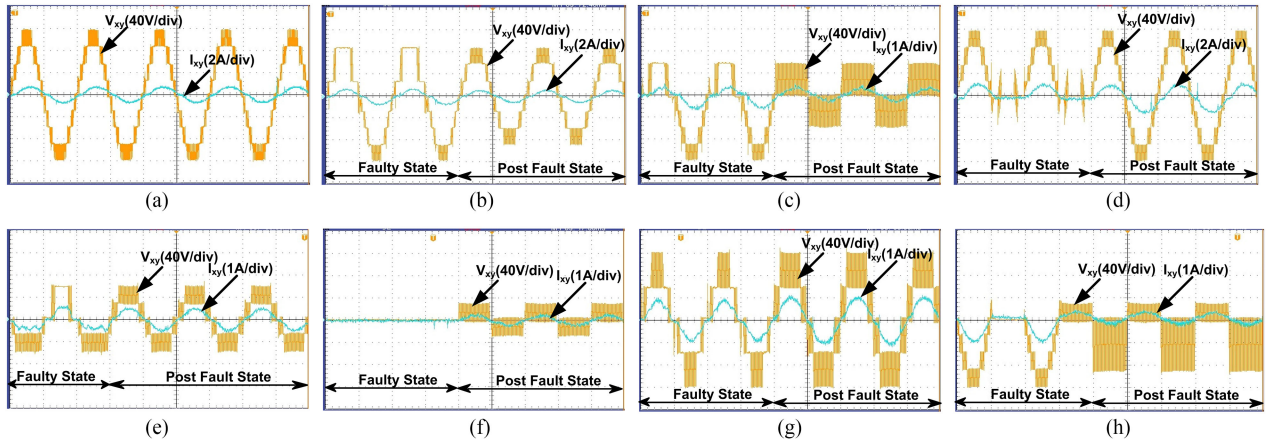 Vxy(40V/div)
Ixy(2A/div)
(a)
Vxy(40V/div)
Ixy(2A/div)
Faulty State
Post Fault State
(b)
Vxy(40V/div)
Ixy(1A/div)
Faulty State
Post Fault State
(c)
Vxy(40V/div)
Ixy(2A/div)
Faulty State
Post Fault State
(d)
Vxy(40V/div)
Ixy(1A/div)
Faulty State
Post Fault State
(e)
Vxy(40V/div)
Ixy(1A/div)
Faulty State
Post Fault State
(f)
Vxy(40V/div)
Ixy(1A/div)
Faulty State
Post Fault State
(g)
Vxy(40V/div)
Ixy(1A/div)
Faulty State
Post Fault State
(h)